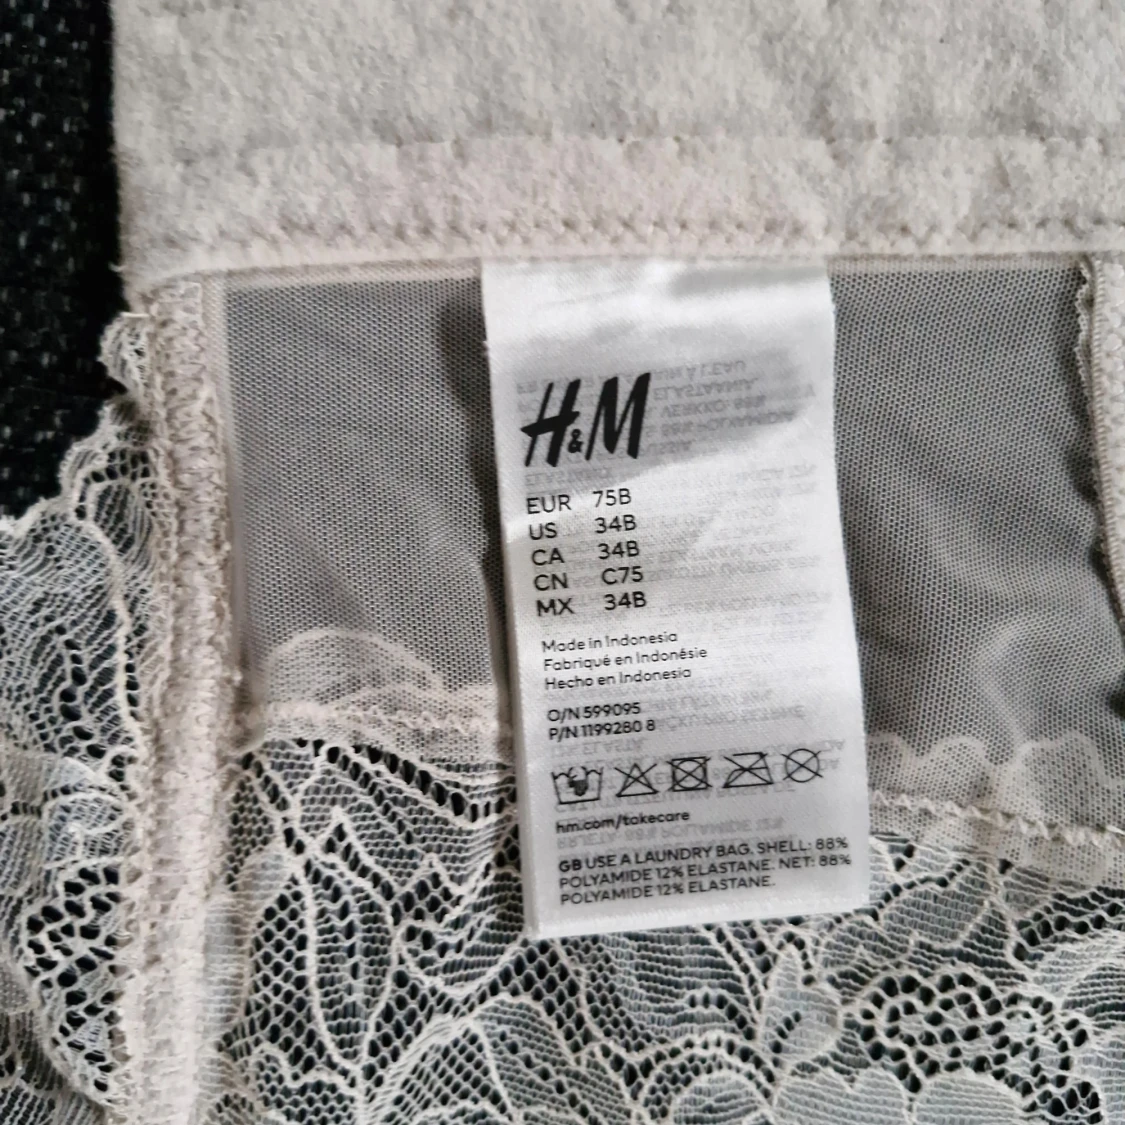 H&M
EUR 75B
US 34B
CA 34B
CN C75
MX 34B
Made in Indonesia
Fabriqué en Indonésie
Hecho en Indonesia
O/N 599095
P/N 1199280 8
hm.com/takecare
GB USE A LAUNDRY BAG. SHELL: 88%
POLYAMIDE 12% ELASTANE. NET: 88%
POLYAMIDE 12% ELASTANE.